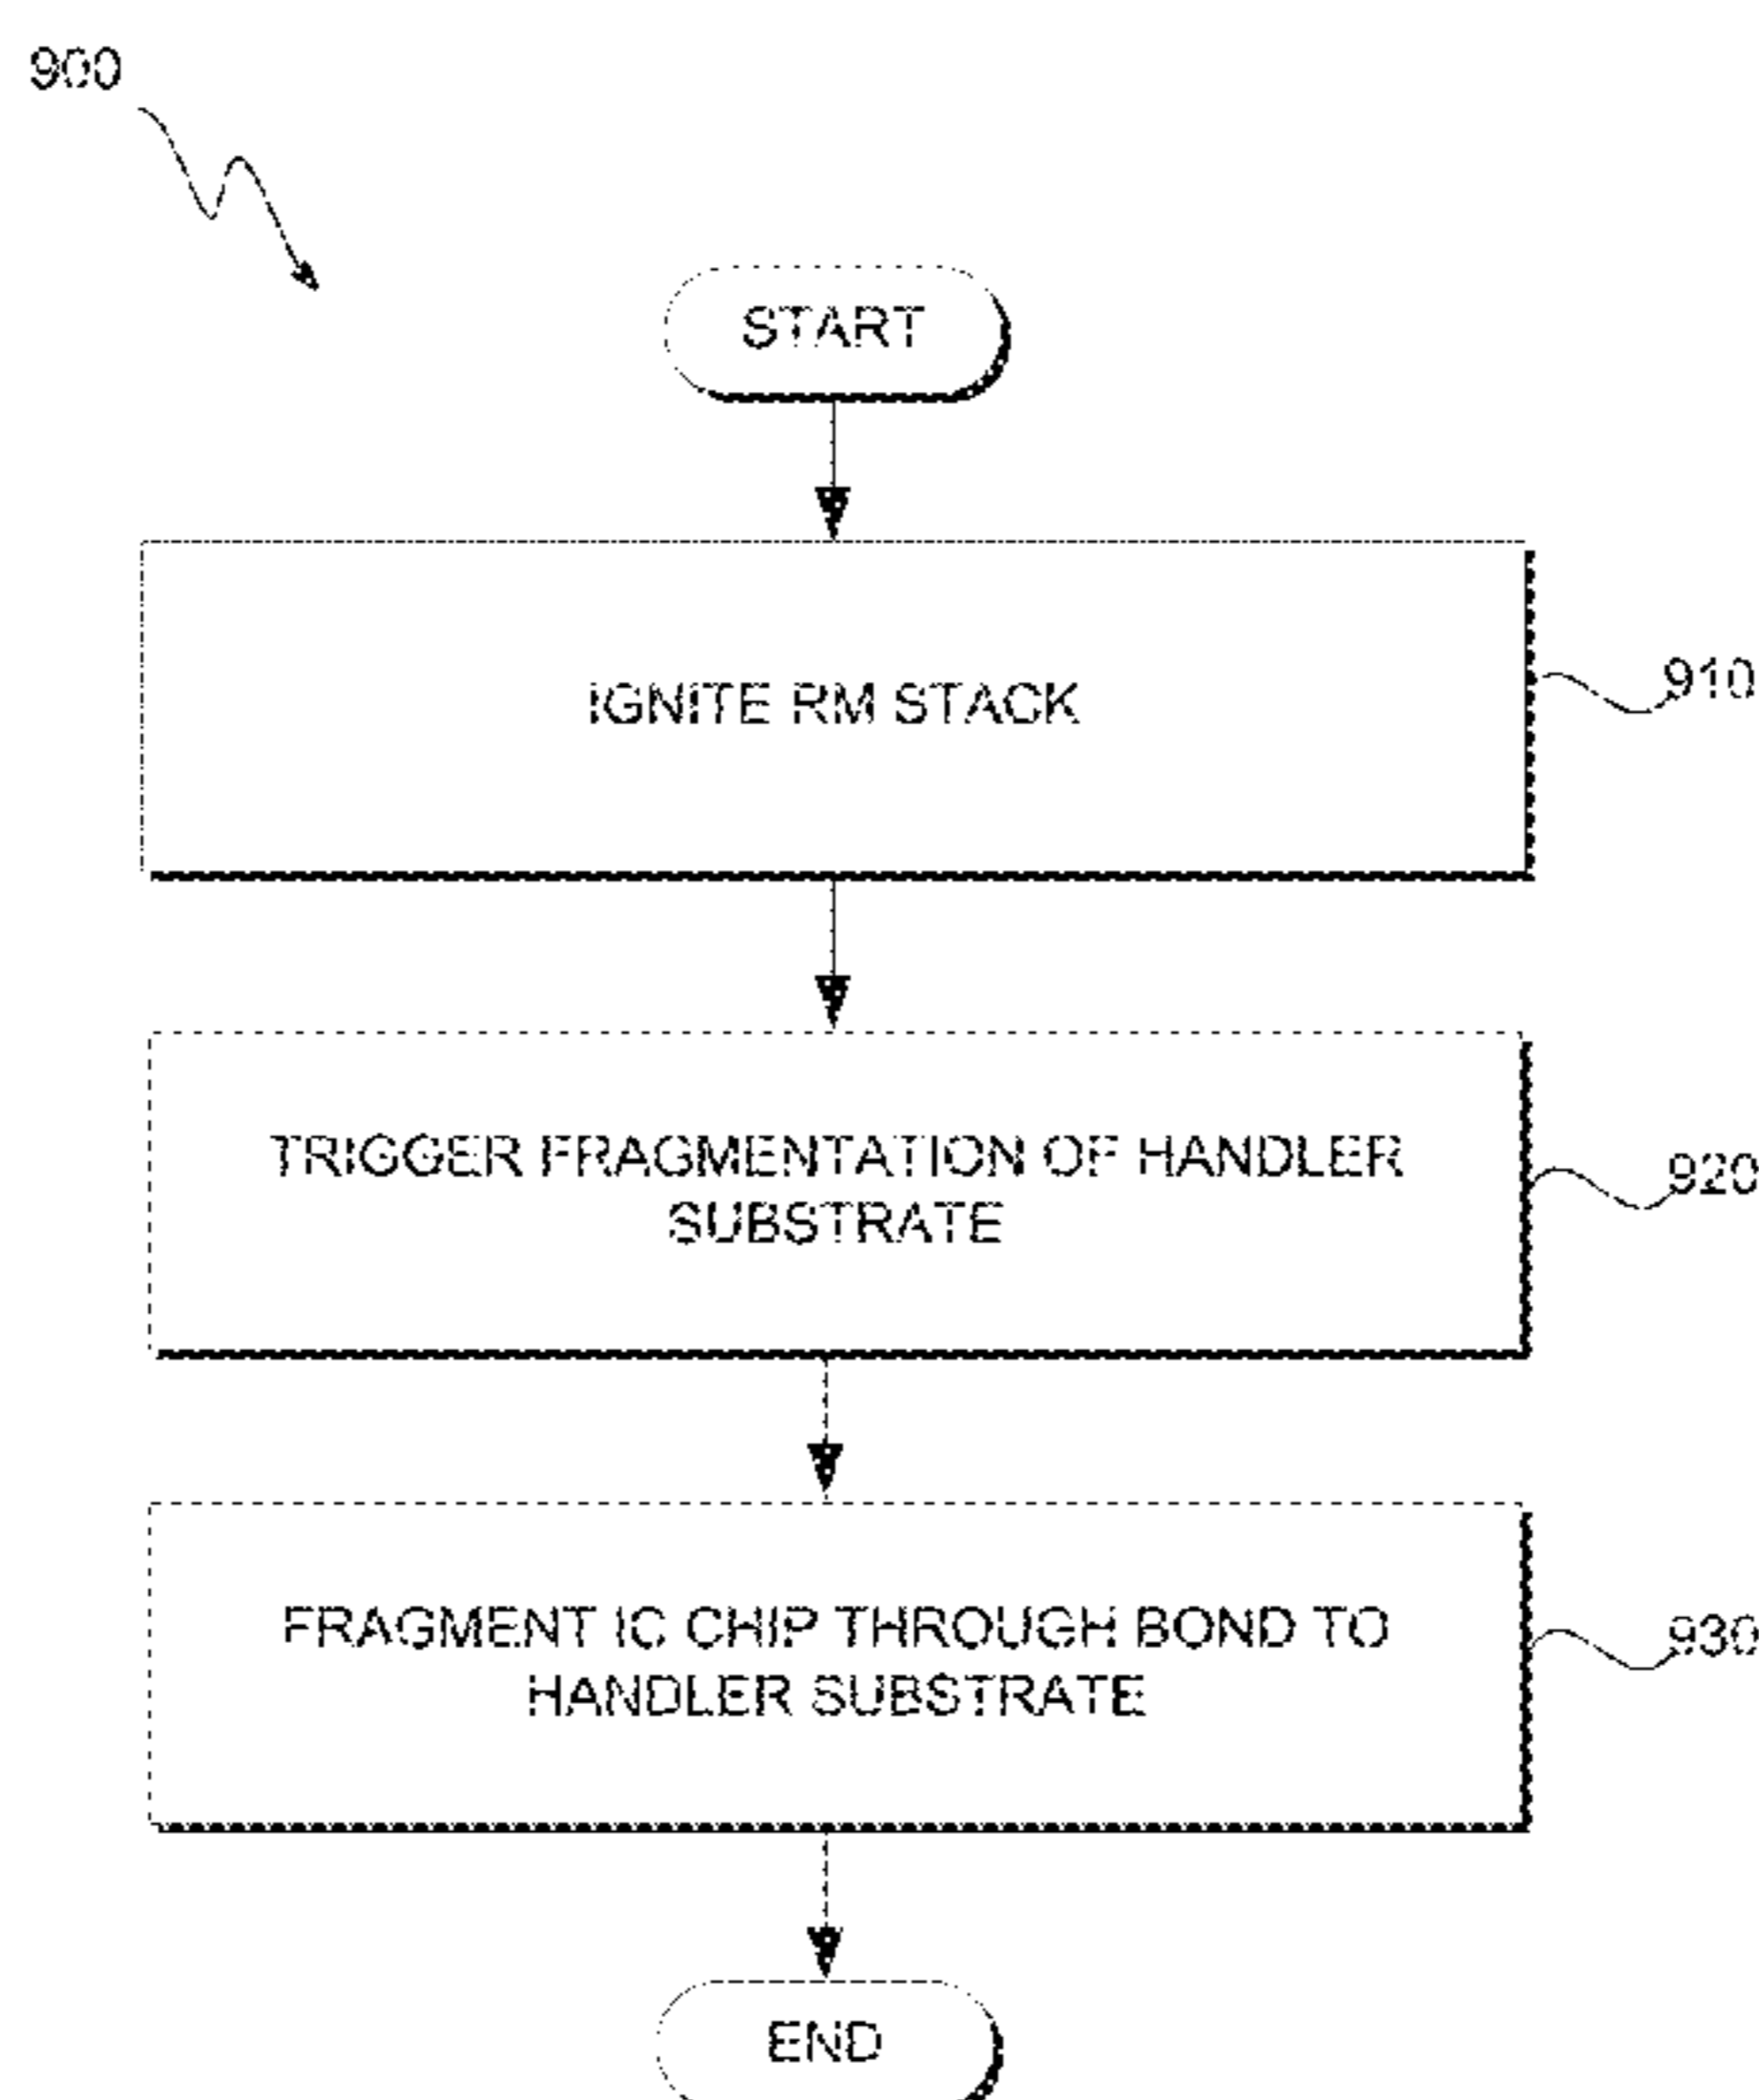 900
START
IGNITE RM STACK
910
TRIGGER FRAGMENTATION OF HANDLER
SUBSTRATE
920
FRAGMENT IC CHIP THROUGH BOND TO
HANDLER SUBSTRATE
930
END